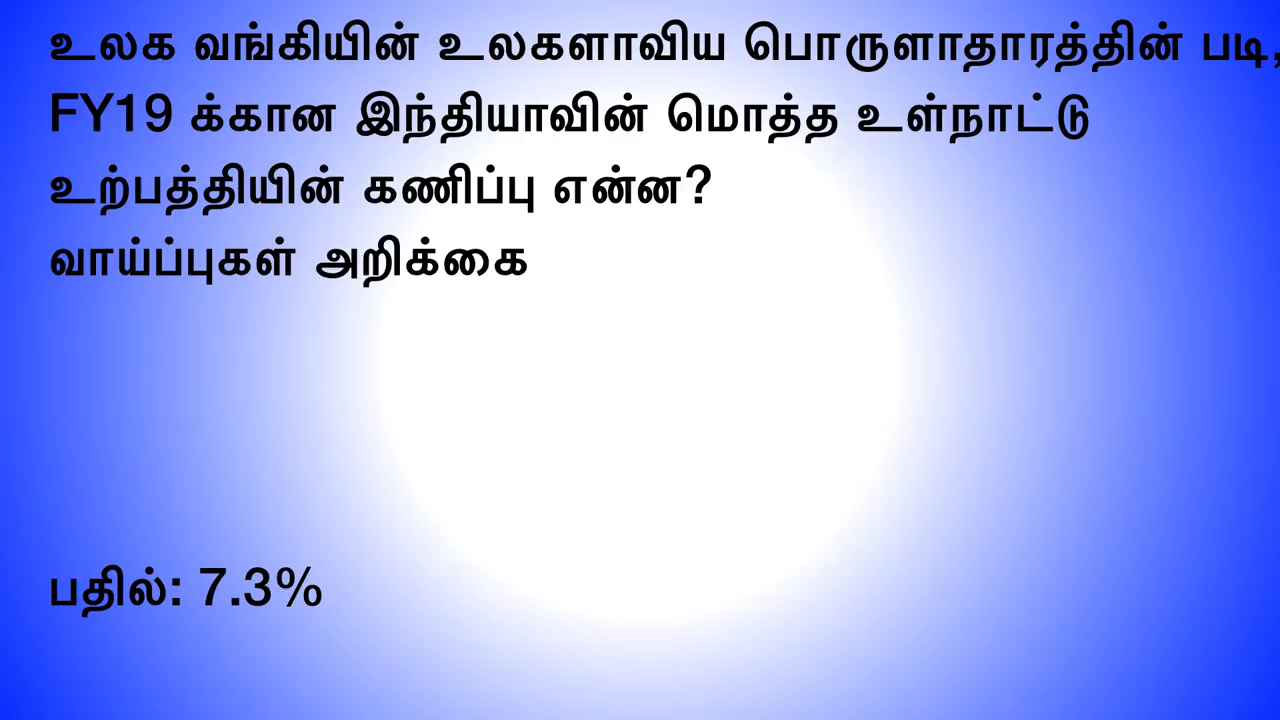 உலக வங்கியின் உலகளாவிய பொருளாதாரத்தின் படி,
FY19 க்கான இந்தியாவின் மொத்த உள்நாட்டு
உற்பத்தியின் கணிப்பு என்ன?
வாய்ப்புகள் அறிக்கை
பதில்: 7.3%